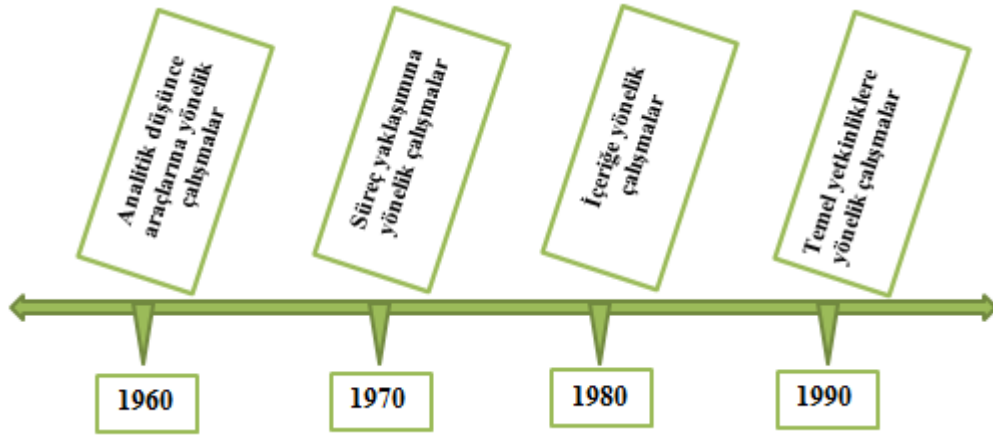 Analitik düşünce
araçlarına yönelik
çalışmalar
Süreç yaklaşımına
yönelik çalışmalar
İçeriğe yönelik
çalışmalar
Temel yetkinliklere
yönelik çalışmalar
1960
1970
1980
1990